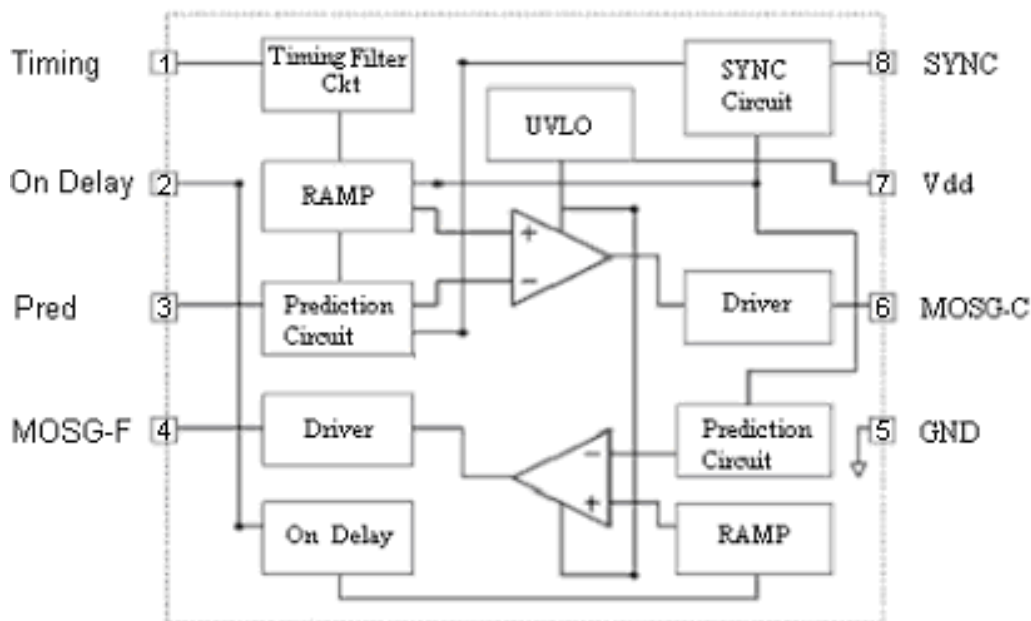 Timing
1
Timing Filter
Ckt
SYNC
Circuit
8
SYNC
UVLO
On Delay
2
RAMP
7
Vdd
+
−
Pred
3
Prediction
Circuit
Driver
6
MOSG-C
MOSG-F
4
Driver
−
+
Prediction
Circuit
5
GND
On Delay
RAMP